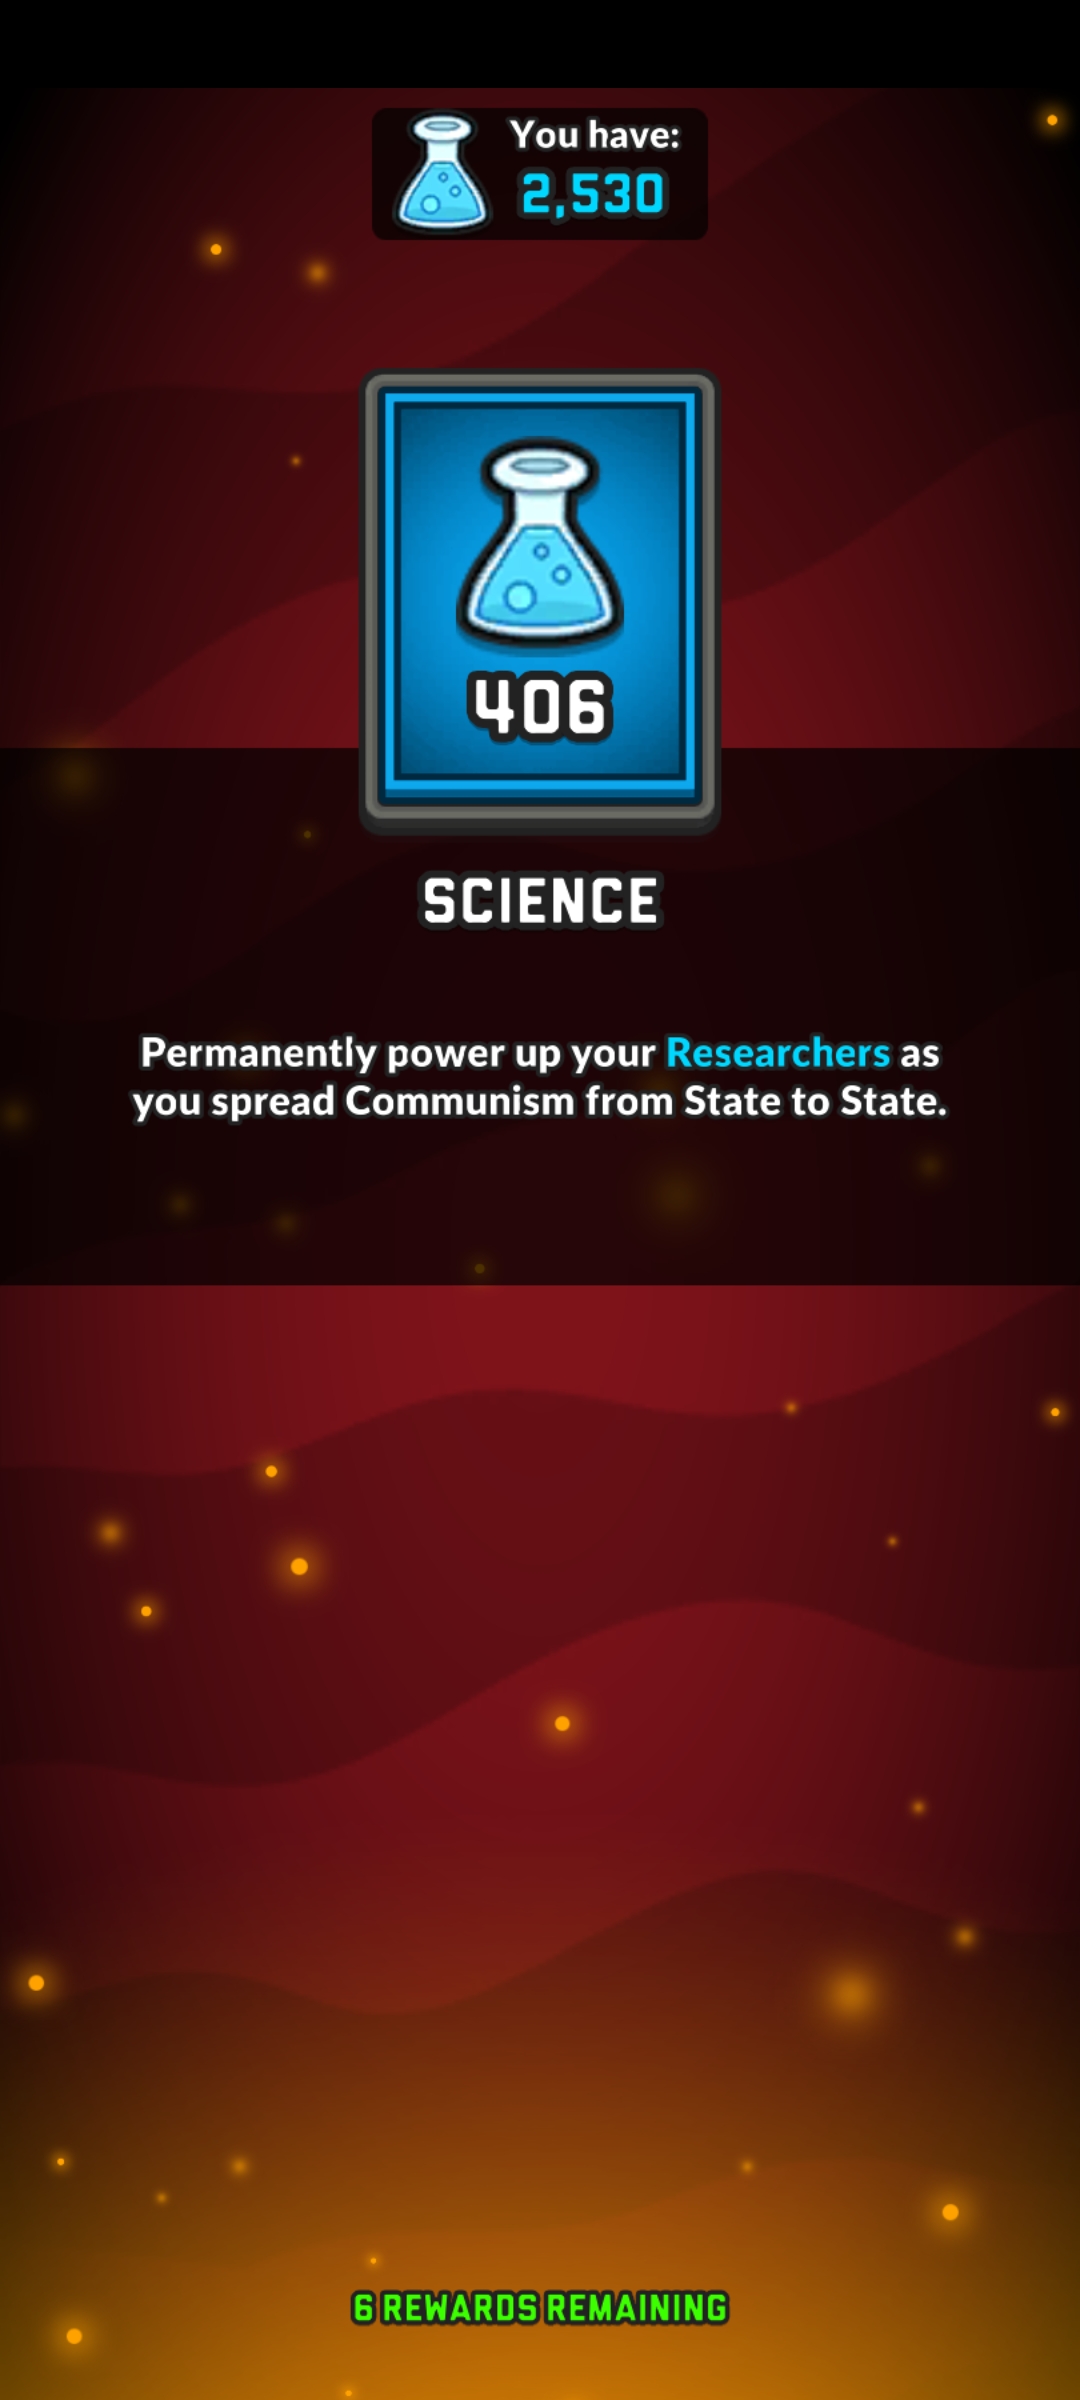 You have:
2,530
406
SCIENCE
Permanently power up your Researchers as
you spread Communism from State to State.
6 REWARDS REMAINING